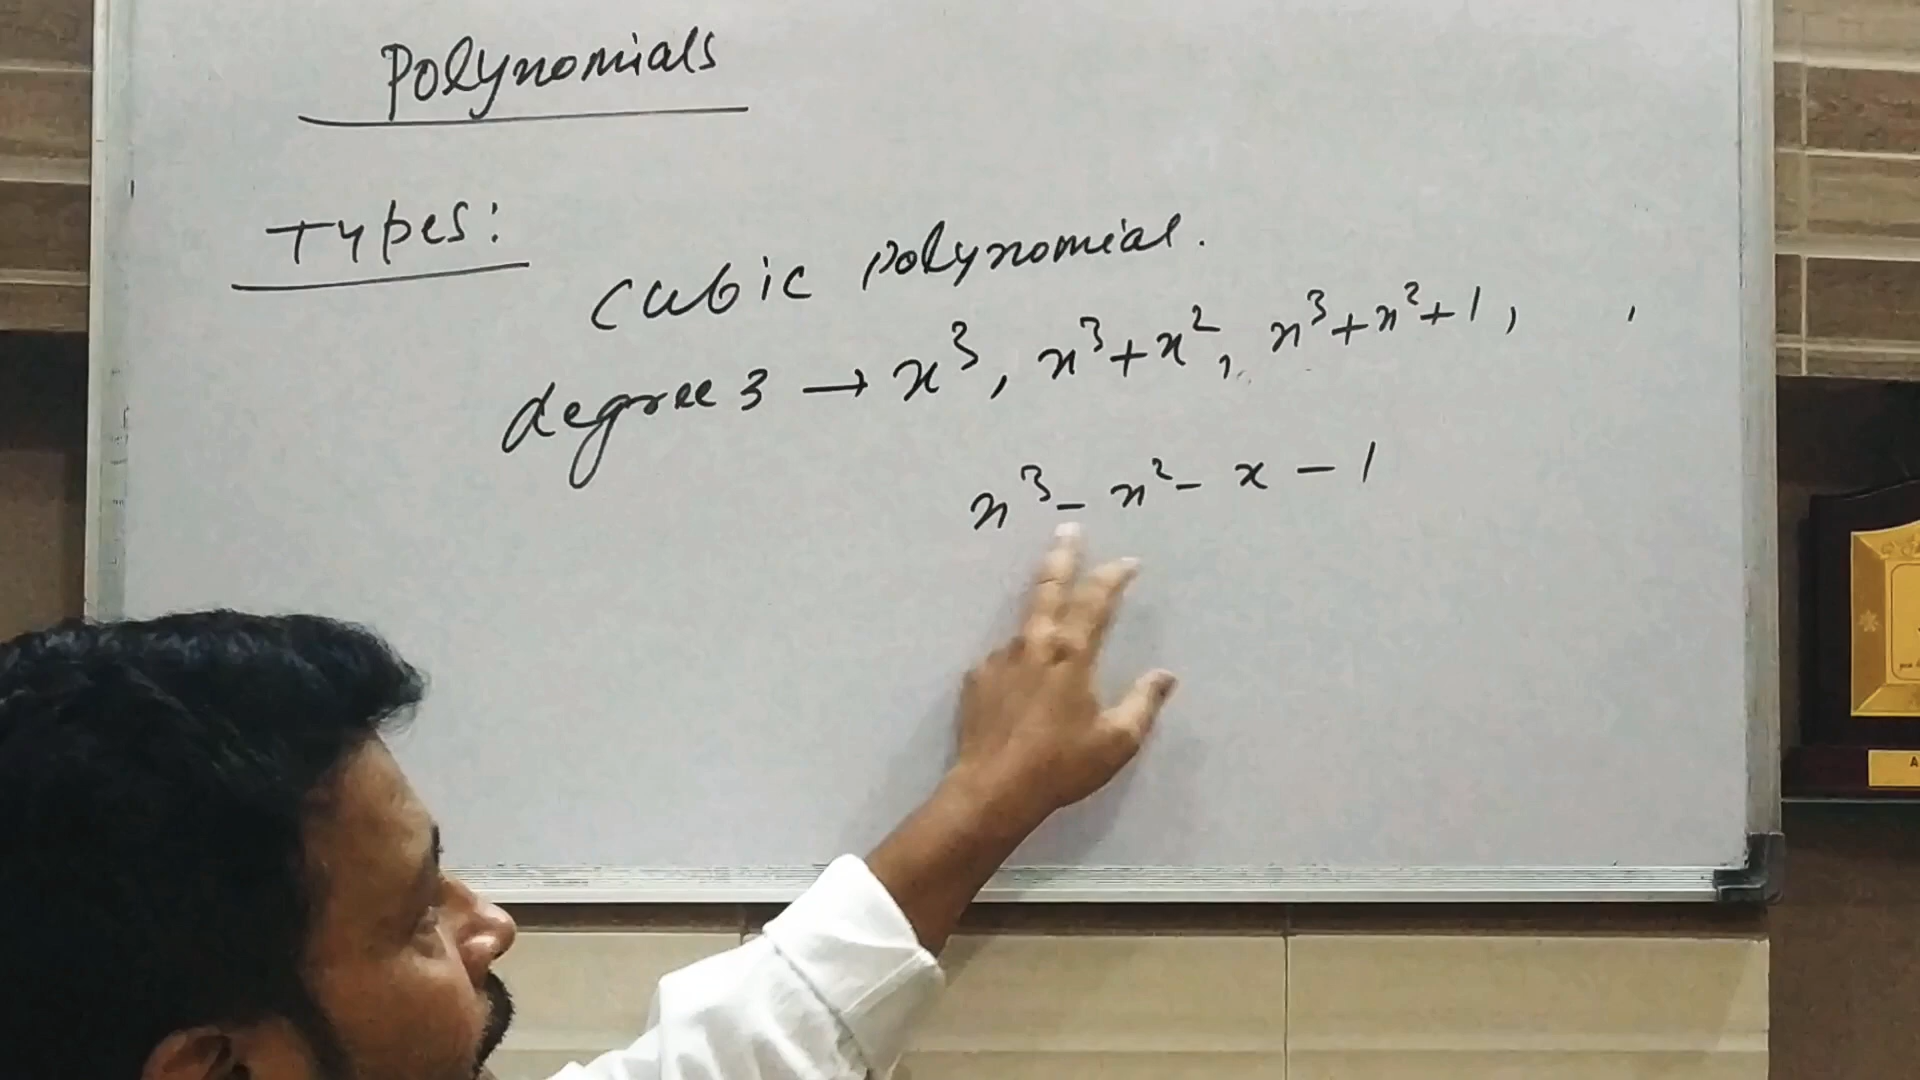 Polynomials
Types:
cubic polynomial.
degree 3 → x³, x³+x², x³+x²+1, ,
x³- x²- x - 1